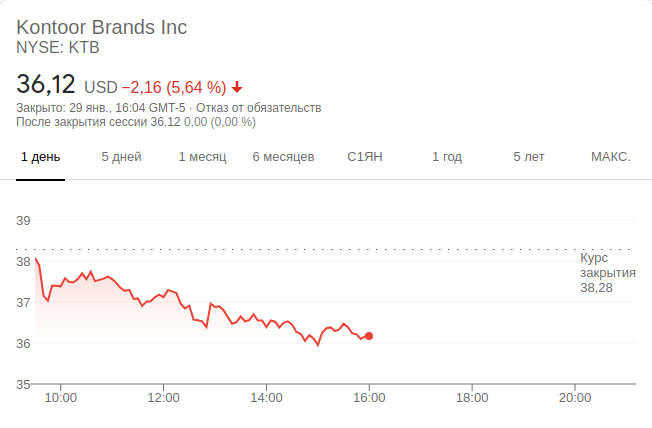 Kontoor Brands Inc
NYSE: KTB
36,12 USD −2,16 (5,64 %)
Закрыто: 29 янв., 16:04 GMT-5 · Отказ от обязательств
После закрытия сессии 36,12 0,00 (0,00 %)
1 день 5 дней 1 месяц 6 месяцев С1ЯН 1 год 5 лет МАКС.
39
38
37
36
35
Курс
закрытия
38,28
10:00 12:00 14:00 16:00 18:00 20:00